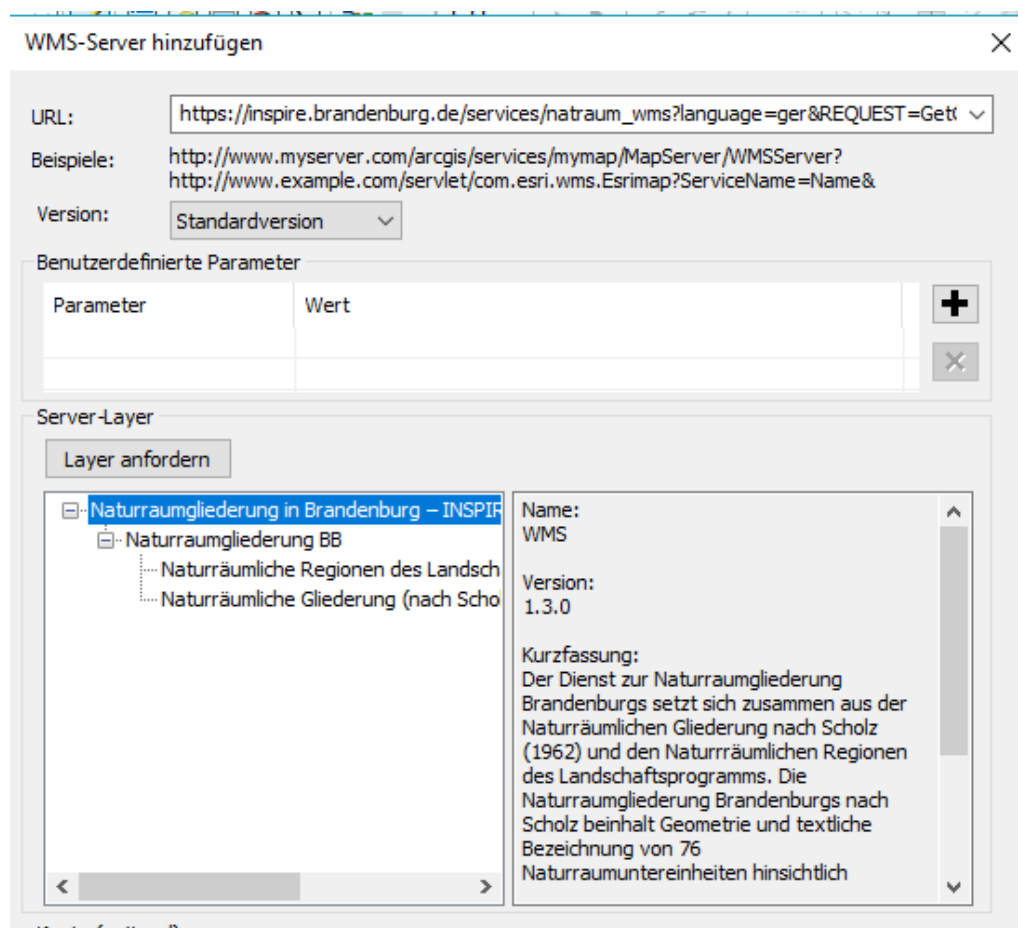 WMS-Server hinzufügen
URL:
https://inspire.brandenburg.de/services/natraum_wms?language=ger&REQUEST=Get
Beispiele:
http://www.myserver.com/arcgis/services/mymap/MapServer/WMSServer?
http://www.example.com/servlet/com.esri.wms.Esrimap?ServiceName=Name&
Version:
Standardversion
Benutzerdefinierte Parameter
Parameter Wert
Server-Layer
Layer anfordern
Naturraumgliederung in Brandenburg – INSPIR
Naturraumgliederung BB
Naturräumliche Regionen des Landsch
Naturräumliche Gliederung (nach Schol
Name:
WMS
Version:
1.3.0
Kurzfassung:
Der Dienst zur Naturraumgliederung
Brandenburgs setzt sich zusammen aus der
Naturräumlichen Gliederung nach Scholz
(1962) und den Naturrräumlichen Regionen
des Landschaftsprogramms. Die
Naturraumgliederung Brandenburgs nach
Scholz beinhalt Geometrie und textliche
Bezeichnung von 76
Naturraumuntereinheiten hinsichtlich